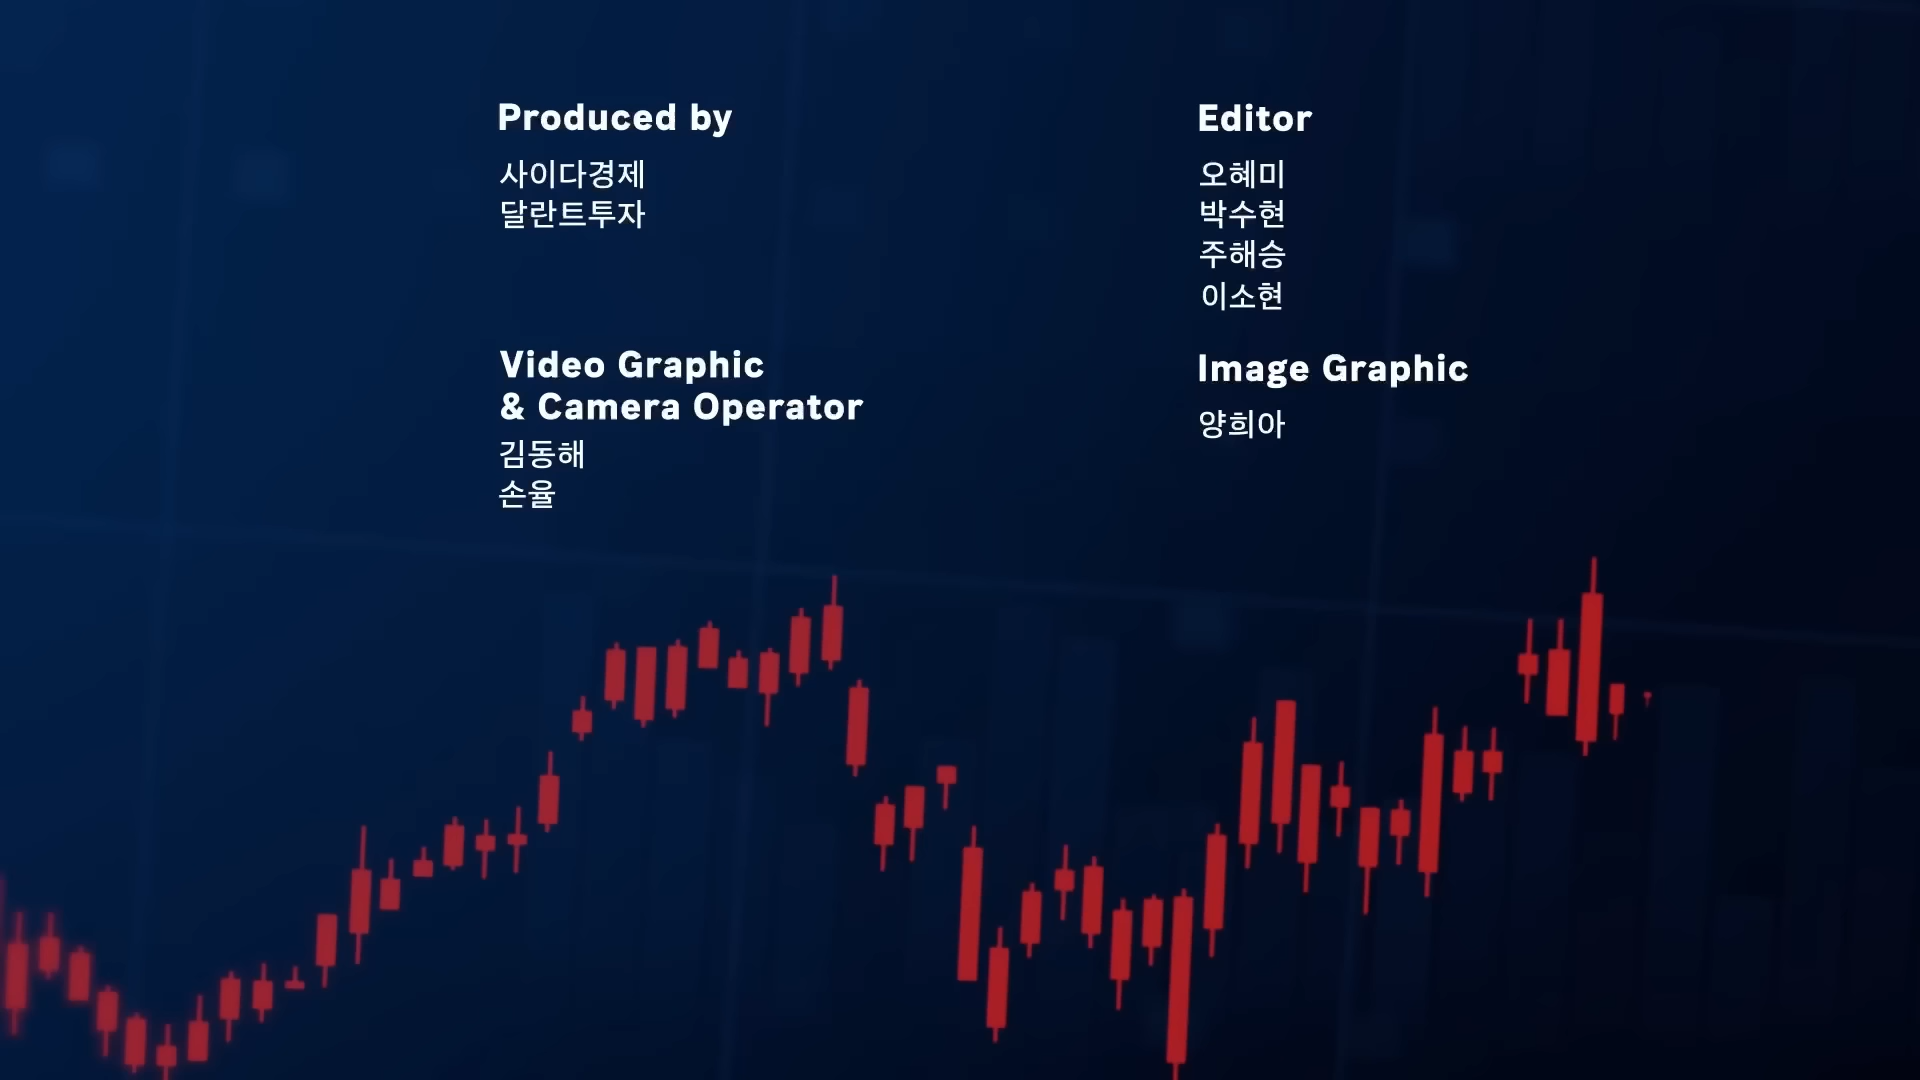 Produced by
사이다경제
달란트투자
Editor
오혜미
박수현
주해승
이소현
Video Graphic
& Camera Operator
김동해
손율
Image Graphic
양희아